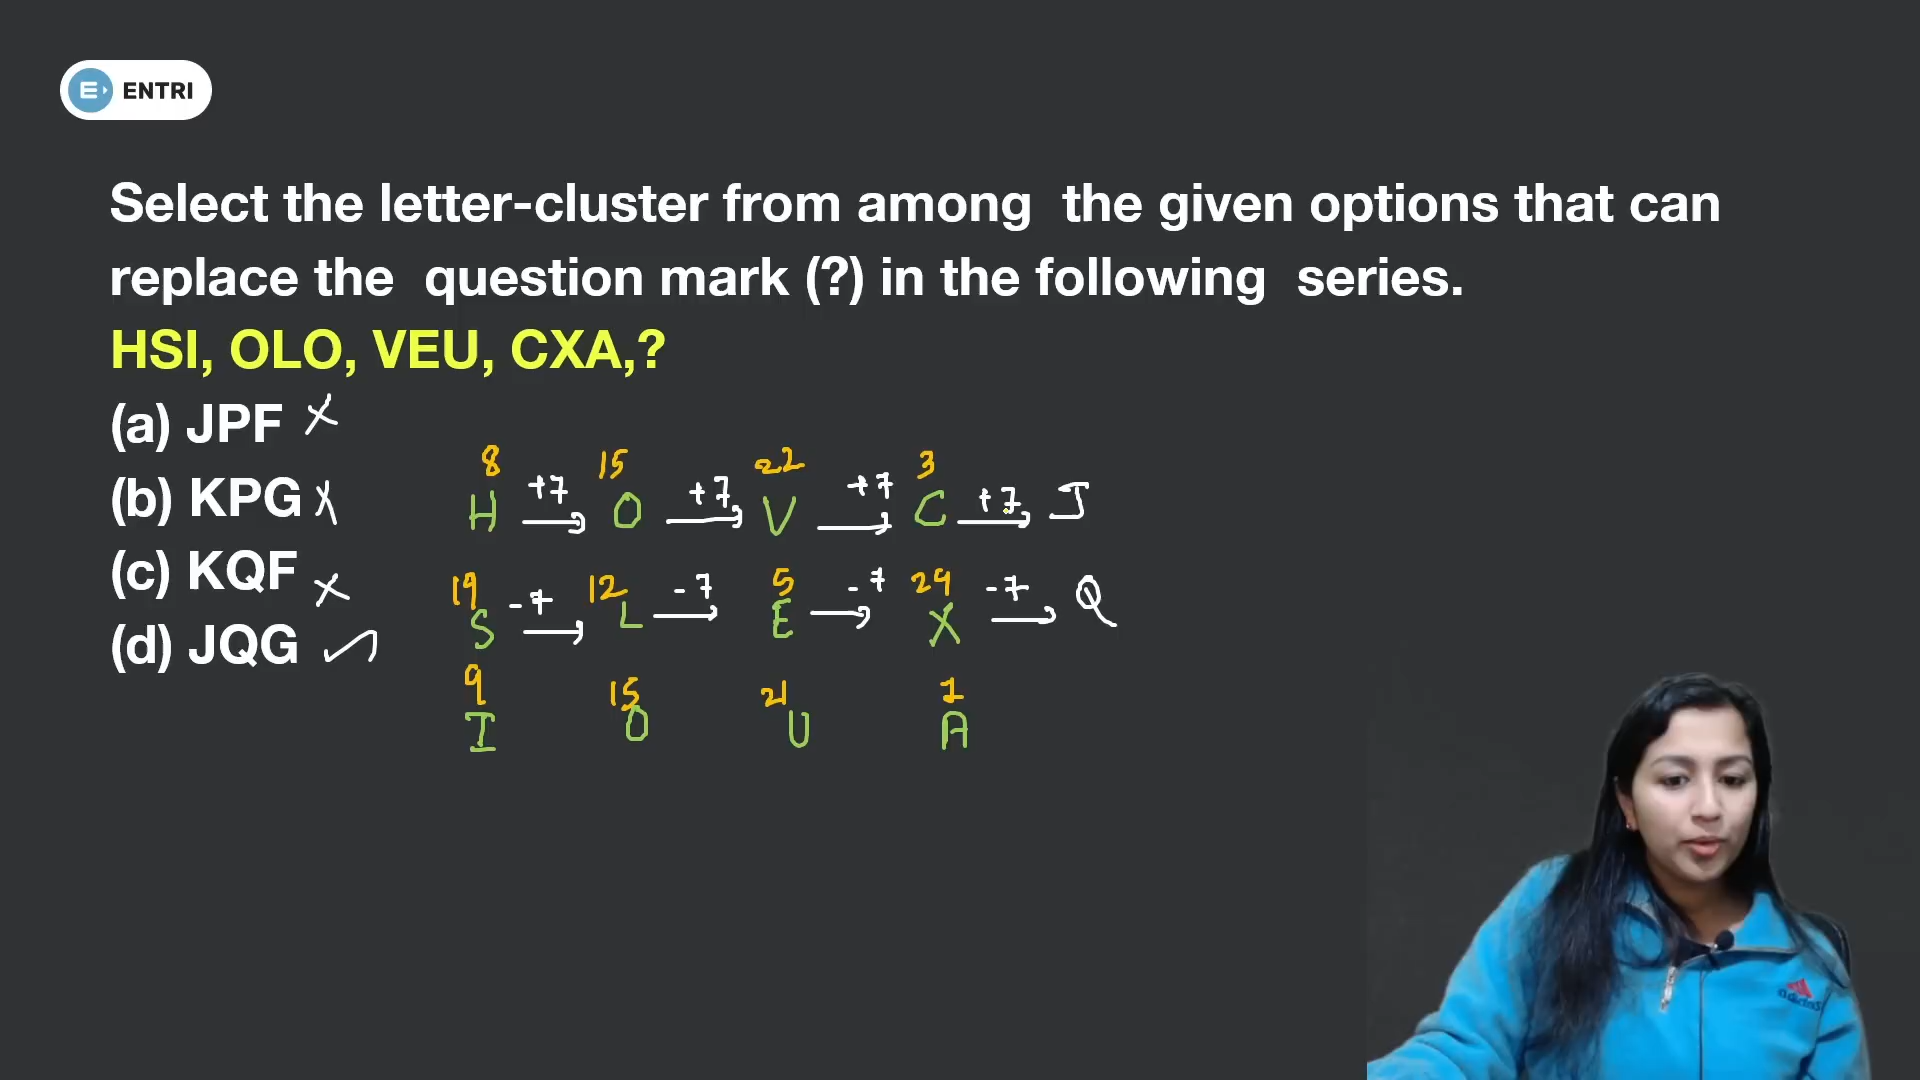 ENTRI
Select the letter-cluster from among the given options that can
replace the question mark (?) in the following series.
HSI, OLO, VEU, CXA,?
(a) JPF ×
(b) KPG ×
(c) KQF ×
(d) JQG ✓
8 15 22 3
H +7 → O +7 → V +7 → C +7 → J
19 12 5 24
S -7 → L -7 → E -7 → X -7 → Q
9 15 21 1
I O U A
adidas